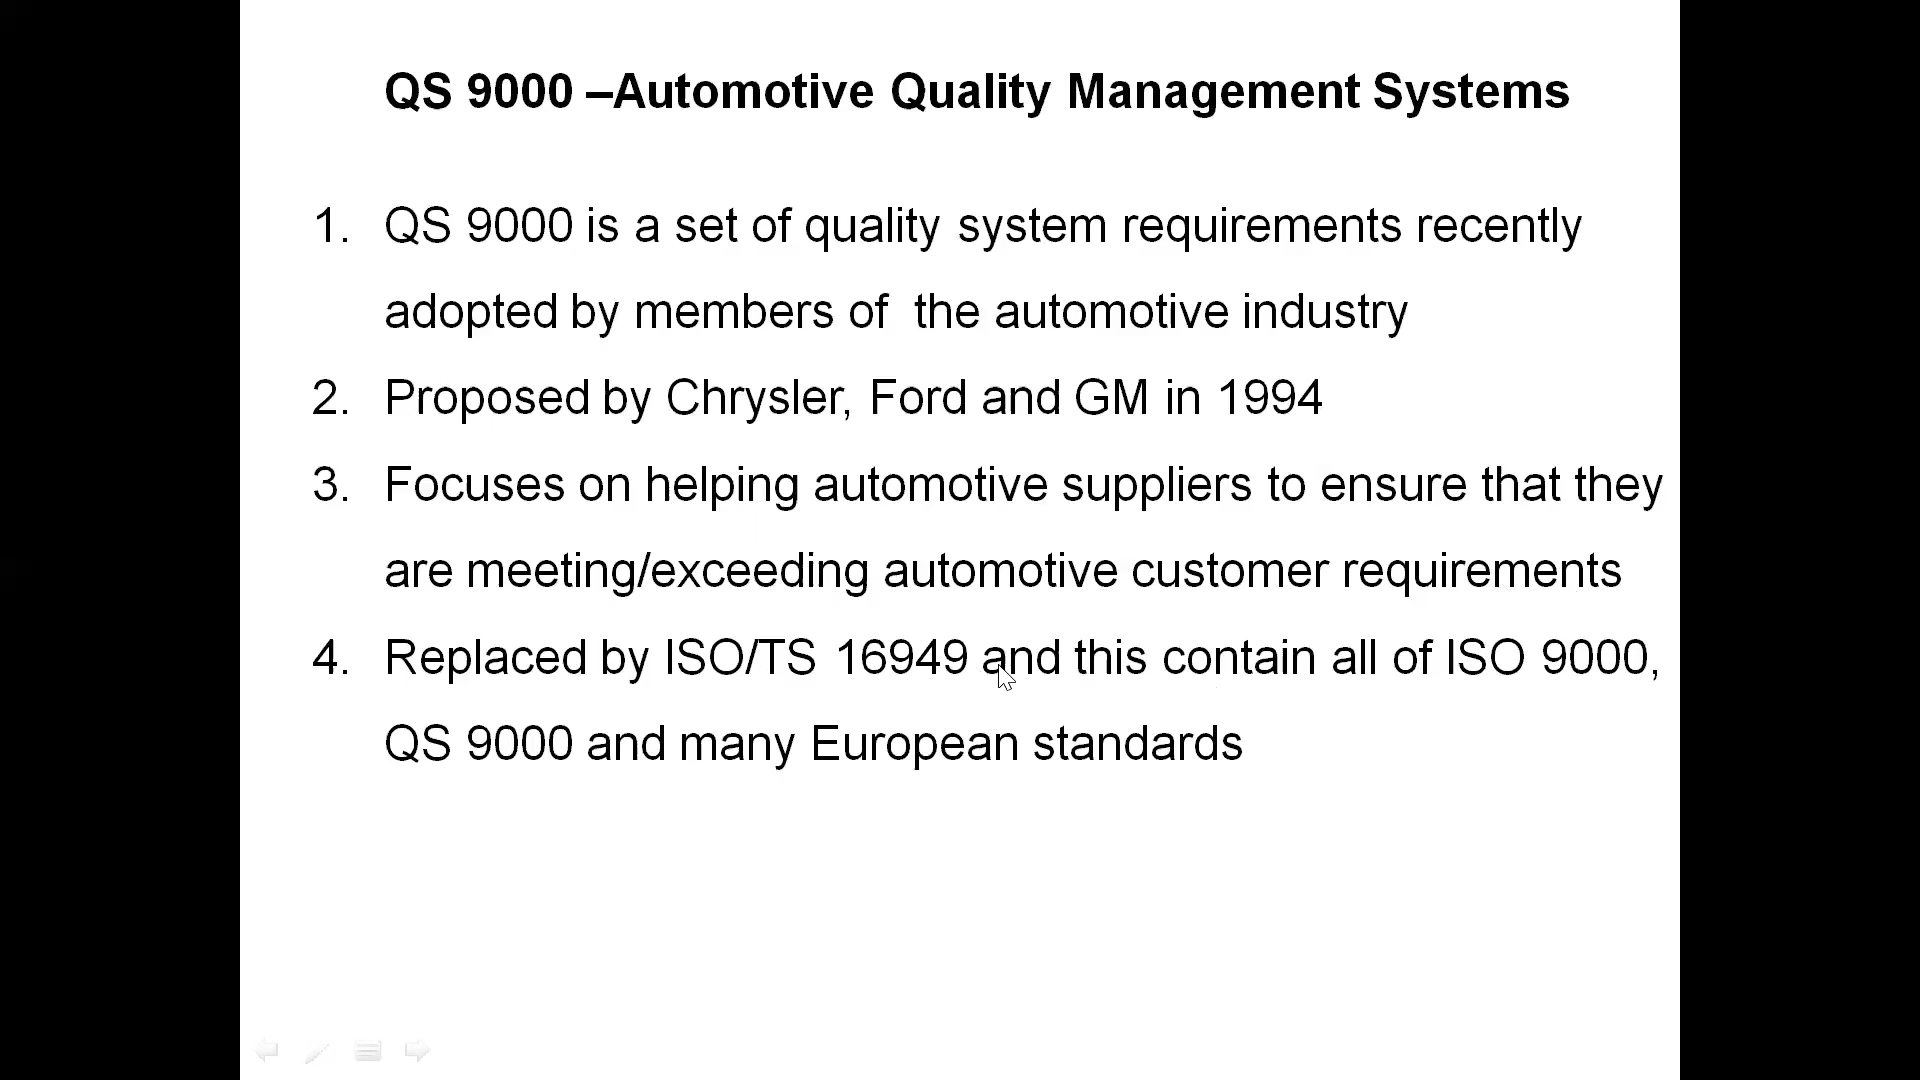 QS 9000 –Automotive Quality Management Systems
1. QS 9000 is a set of quality system requirements recently
adopted by members of  the automotive industry
2. Proposed by Chrysler, Ford and GM in 1994
3. Focuses on helping automotive suppliers to ensure that they
are meeting/exceeding automotive customer requirements
4. Replaced by ISO/TS 16949 and this contain all of ISO 9000,
QS 9000 and many European standards